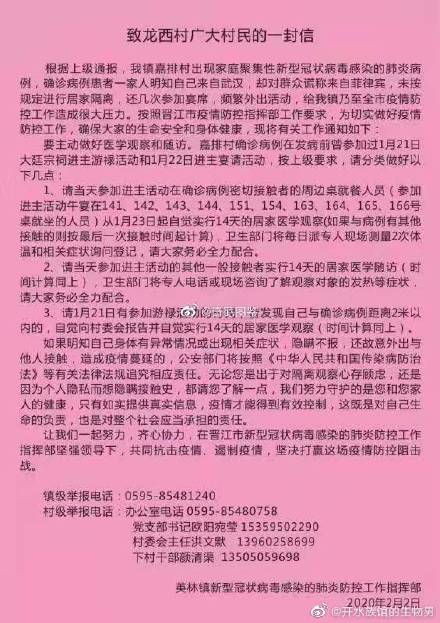 致龙西村广大村民的一封信
根据上级通报，我镇嘉排村出现家庭聚集性新型冠状病毒感染的肺炎病
例，确诊病例患者一家人明知自己来自武汉，却对群众谎称来自菲律宾，未按
规定进行居家隔离，还几次参加宴席，频繁外出活动，给我镇乃至全市疫情防
控工作造成很大压力。按照晋江市疫情防控指挥部工作要求，为切实做好疫情
防控工作，确保大家的生命安全和身体健康，现将有关工作通知如下：
要主动做好医学观察和随访。嘉排村确诊病例在发病前曾参加过1月21日
大廷宗祠进主游禄活动和1月22日进主宴请活动，按上级要求，请分类做好以
下几点：
1、请当天参加进主活动在确诊病例密切接触者的周边桌就餐人员（参加
进主活动午宴在141、142、143、144、151、153、154、163、164、165、166号
桌就坐的人员）从1月23日起自觉实行14天的居家医学观察(如果与病例有其他
接触的则按最后一次接触时间起计算)，卫生部门将每日派专人现场测量2次体
温和相关症状询问登记，请大家务必全力配合。
2、请当天参加进主活动的其他一般接触者实行14天的居家医学随访（时
间计算同上），卫生部门将专人电话或现场咨询了解观察对象的发热等症状，
请大家务必全力配合。
3、请1月21日有参加游禄活动的村民图若发现自己与确诊病例距离2米以
内的，自觉向村委会报告并自觉实行14天的居家医学观察（时间计算同上）。
如果明知自己身体有异常情况或出现相关症状，隐瞒不报，还故意外出与
他人接触，造成疫情蔓延的，公安部门将按照《中华人民共和国传染病防治
法》等有关法律法规追究相应责任。无论您是出于对隔离观察心存顾虑，还是
因为个人隐私而想隐瞒接触史，都请您了解一点，我们努力守护的是您和您家
人的健康，只有如实提供真实信息，疫情才能得到有效控制，这既是对自己生命
的负责，也是对整个社会应当承担的责任。
让我们一起努力，齐心协力，在晋江市新型冠状病毒感染的肺炎防控工作
指挥部坚强领导下，共同抗击疫情、遏制疫情，坚决打赢这场疫情防控阻击
战。
镇级举报电话：0595-85481240
村级举报电话：办公室电话0595-85480758
党支部书记欧阳宛莹 15359502290
村委会主任洪文默 13960258699
下村干部颜清渠 13505059698
英林镇新型冠状病毒感染的肺炎防控工作指挥部
2020年2月2日
@开水族馆的生物男